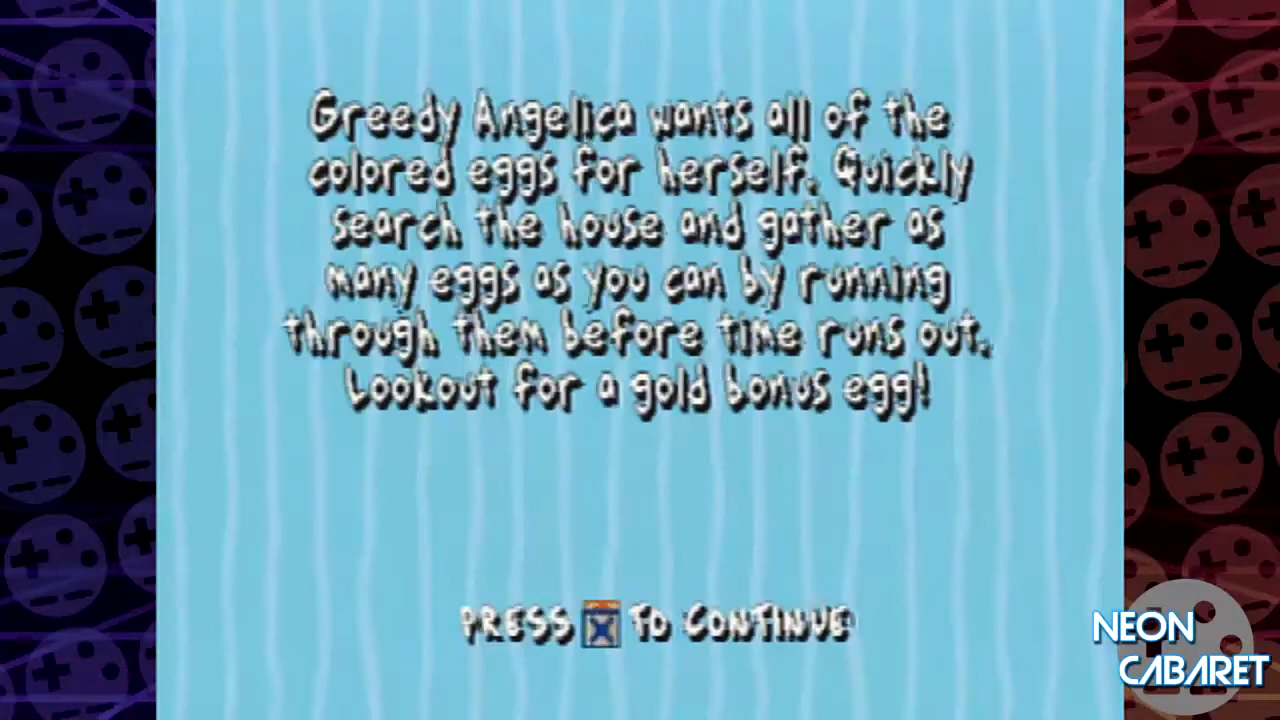 Greedy Angelica wants all of the
colored eggs for herself. Quickly
search the house and gather as
many eggs as you can by running
through them before time runs out.
Lookout for a gold bonus egg!
PRESS TO CONTINUE
NEON
CABARET